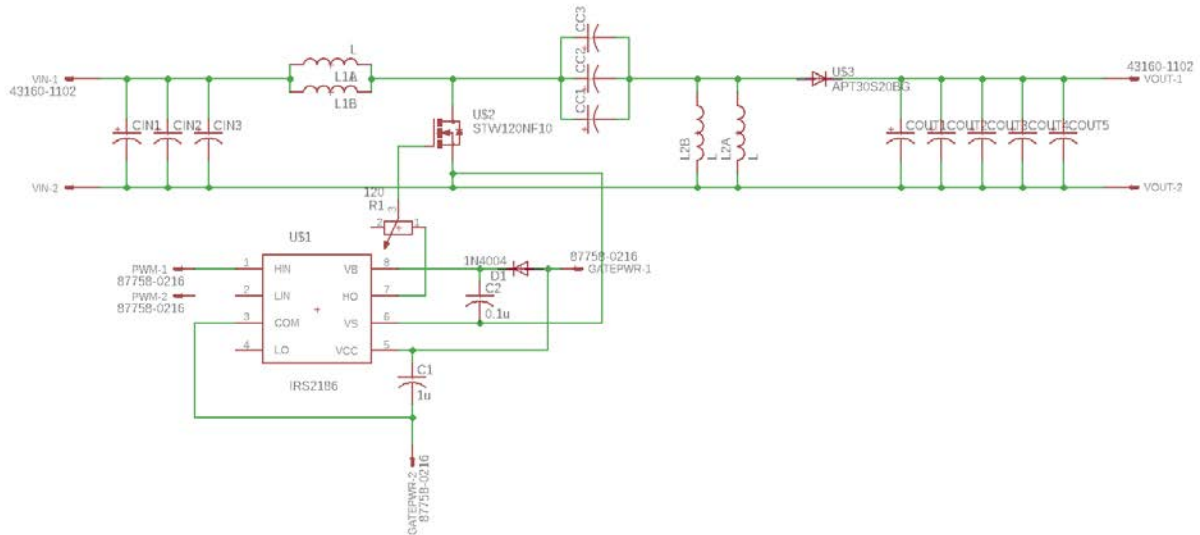 VIN-1
43160-1102
L
L1A
L1B
CC3
CC2
CC1
U$3
APT30S20BG
43160-1102
VOUT-1
CIN1
CIN2
CIN3
U$2
STW120NF10
L2B
L
L2A
L
COUT1
COUT2
COUT3
COUT4
COUT5
VIN-2
VOUT-2
120
R1
3
2
1
U$1
PWM-1
87758-0216
PWM-2
87758-0216
1
HIN
VB
8
2
LIN
HO
7
3
COM
VS
6
4
LO
VCC
5
IRS2186
1N4004
D1
87758-0216
GATEPWR-1
C2
0.1u
C1
1u
GATEPWR-2
87758-0216